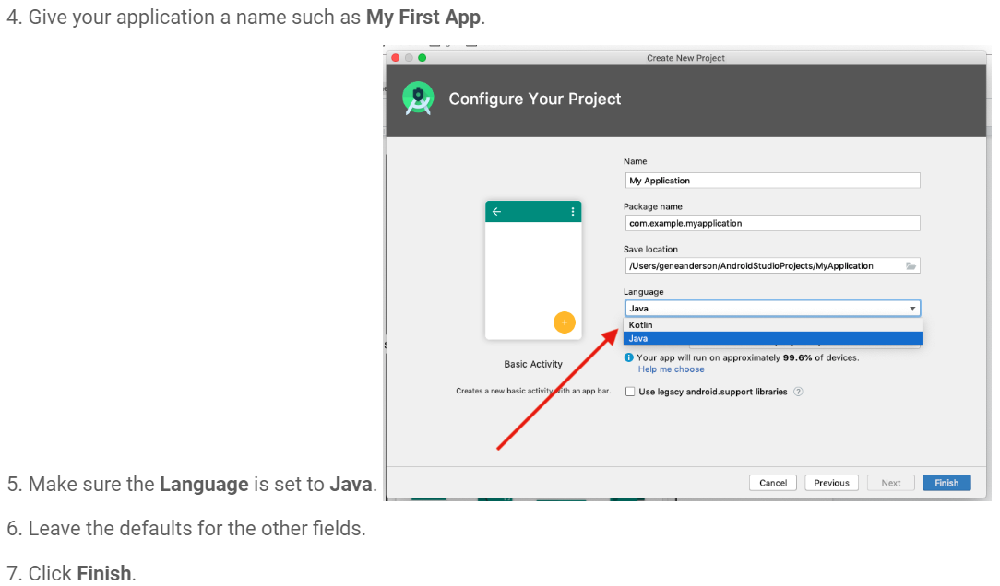 4. Give your application a name such as My First App.
Create New Project
Configure Your Project
Name
My Application
Package name
com.example.myapplication
Save location
/Users/geneanderson/AndroidStudioProjects/MyApplication
Language
Java
Kotlin
Java
Your app will run on approximately 99.6% of devices.
Help me choose
Use legacy android.support libraries ?
Basic Activity
Creates a new basic activity with an app bar.
Cancel
Previous
Next
Finish
5. Make sure the Language is set to Java.
6. Leave the defaults for the other fields.
7. Click Finish.